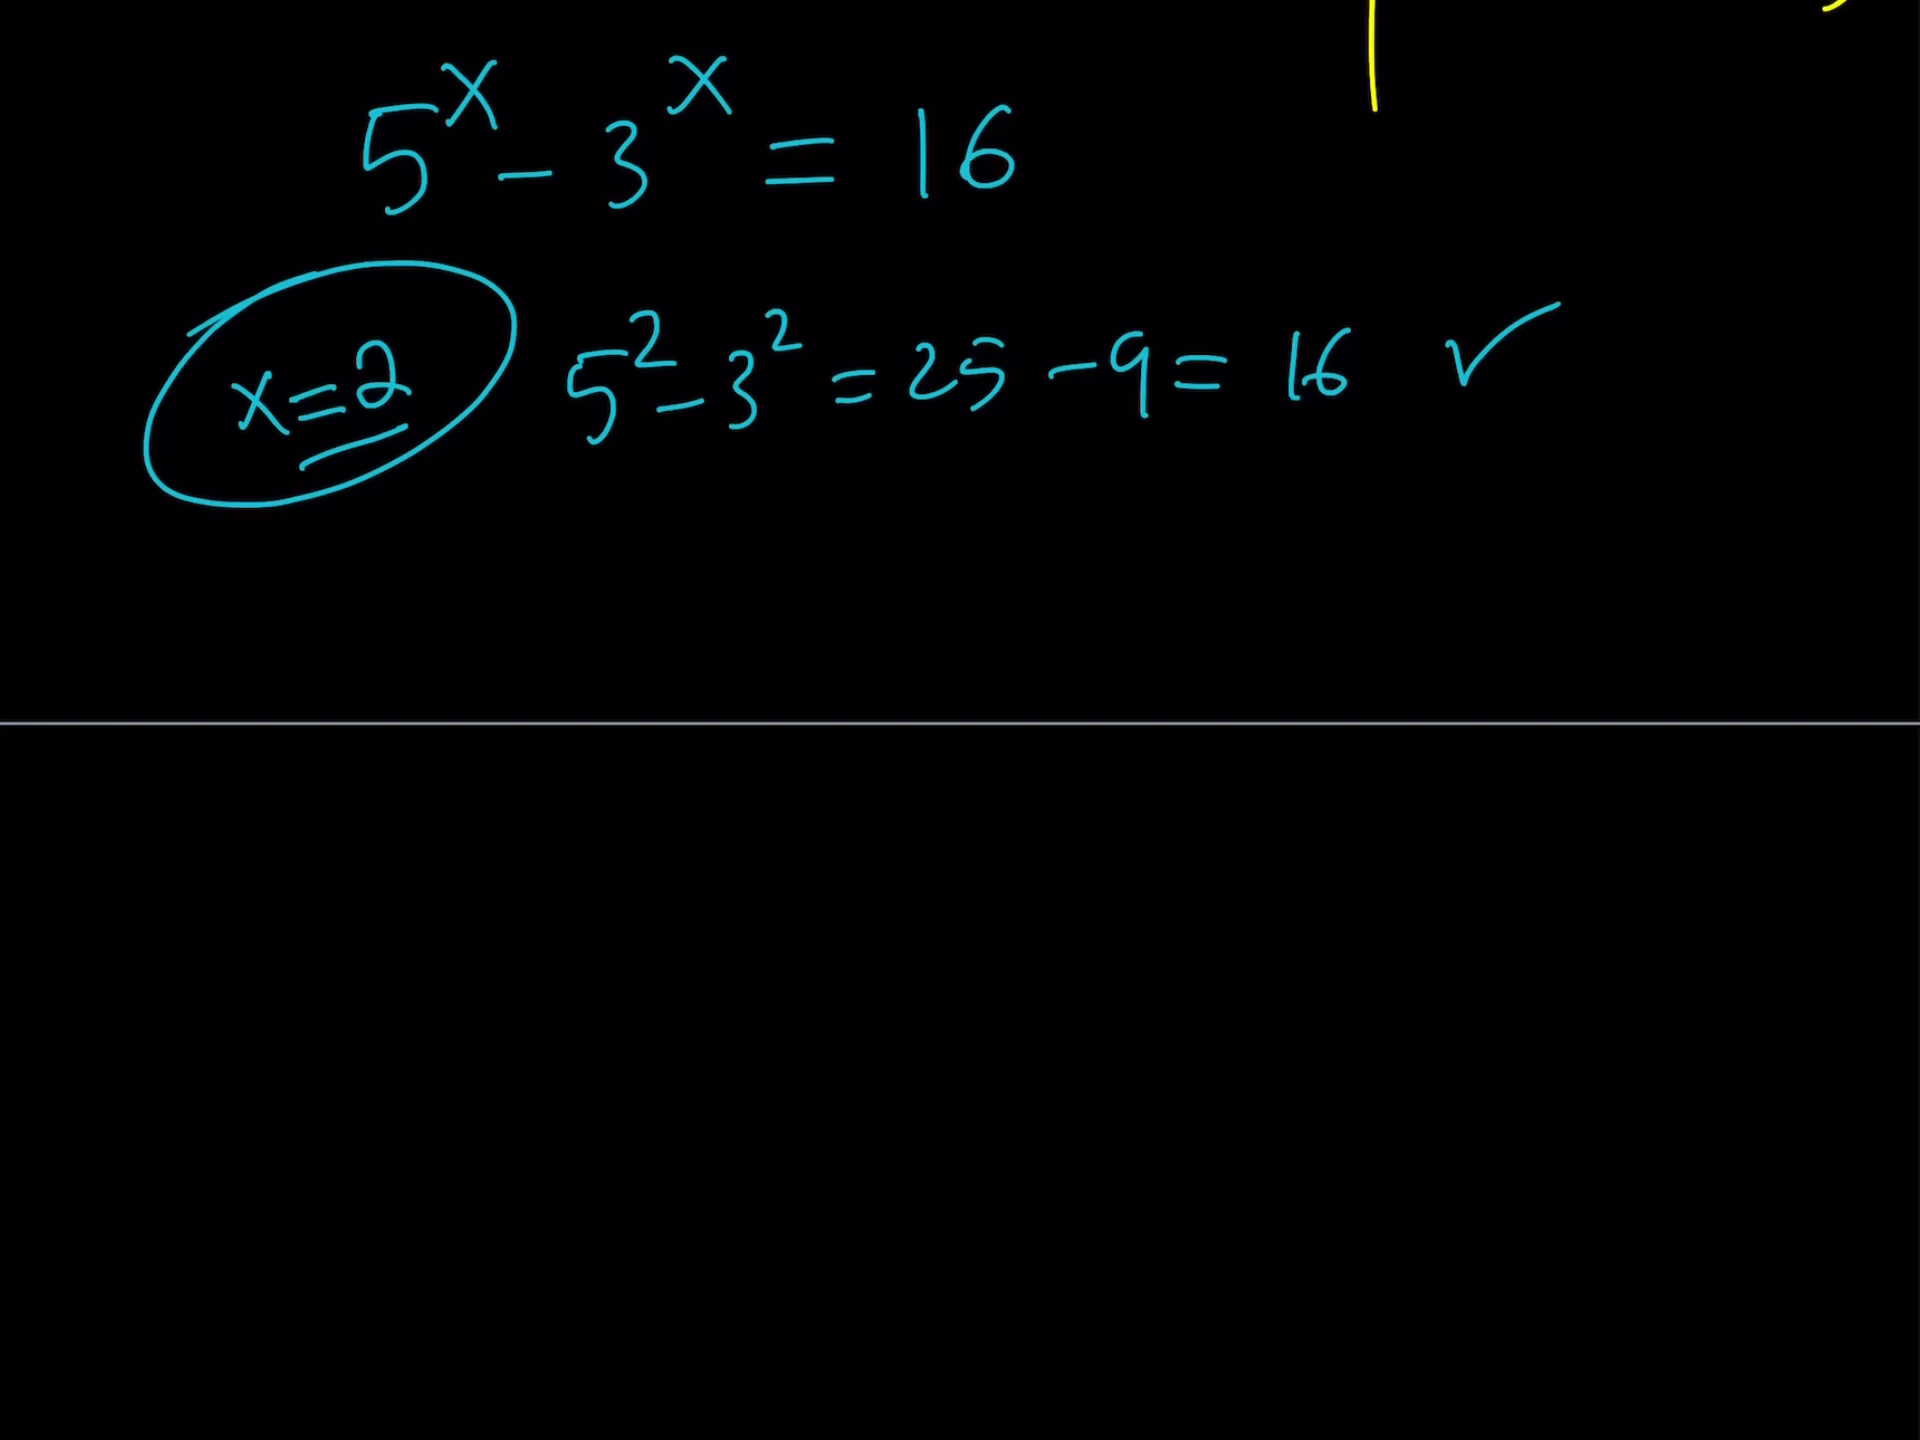 5^x - 3^x = 16
x=2 5^2 - 3^2 = 25 - 9 = 16 ✓